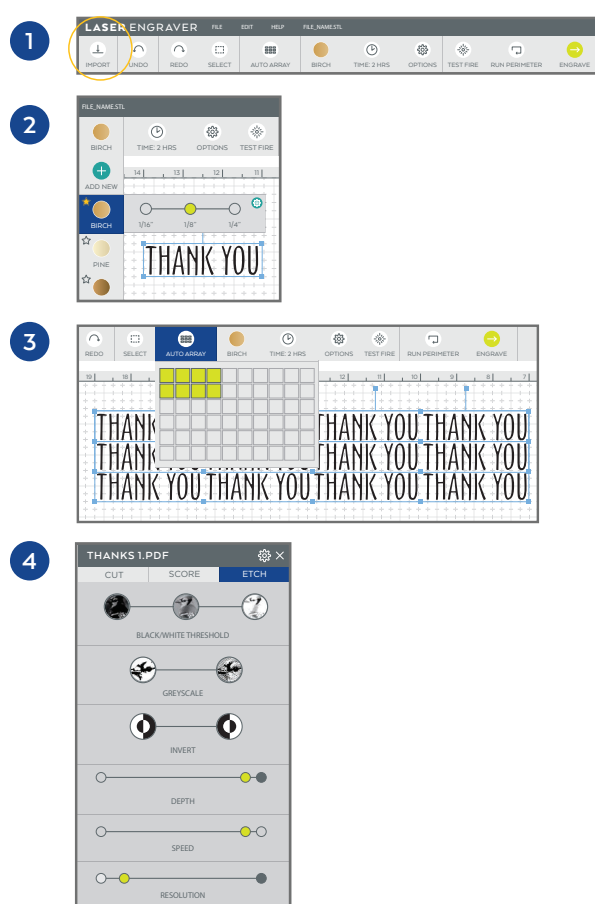 1
LASER ENGRAVER FILE EDIT HELP FILE_NAME.STL
IMPORT UNDO REDO SELECT AUTO ARRAY BIRCH TIME: 2 HRS OPTIONS TEST FIRE RUN PERIMETER ENGRAVE
2
FILE_NAME.STL
BIRCH TIME: 2 HRS OPTIONS TEST FIRE
14 13 12 11
ADD NEW
BIRCH 1/16" 1/8" 1/4"
THANK YOU
PINE
3
REDO SELECT AUTO ARRAY BIRCH TIME: 2 HRS OPTIONS TEST FIRE RUN PERIMETER ENGRAVE
19 18 12 11 10 9 8 7
THANK THANK YOU THANK YOU
THANK YOU THANK YOU THANK YOU THANK YOU
THANK YOU THANK YOU THANK YOU THANK YOU
4
THANKS 1.PDF
CUT SCORE ETCH
BLACK/WHITE THRESHOLD
GREYSCALE
INVERT
DEPTH
SPEED
RESOLUTION